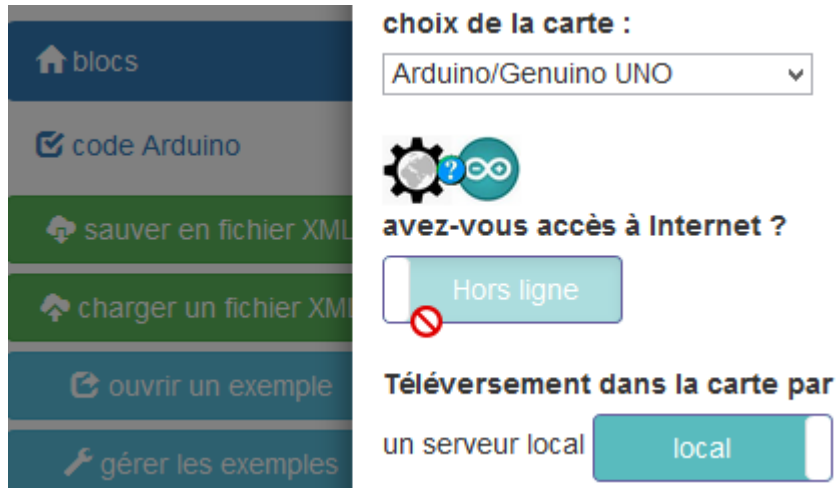 blocs
code Arduino
sauver en fichier XML
charger un fichier XML
ouvrir un exemple
gérer les exemples
choix de la carte :
Arduino/Genuino UNO
?
avez-vous accès à Internet ?
Hors ligne
Téléversement dans la carte par
un serveur local local